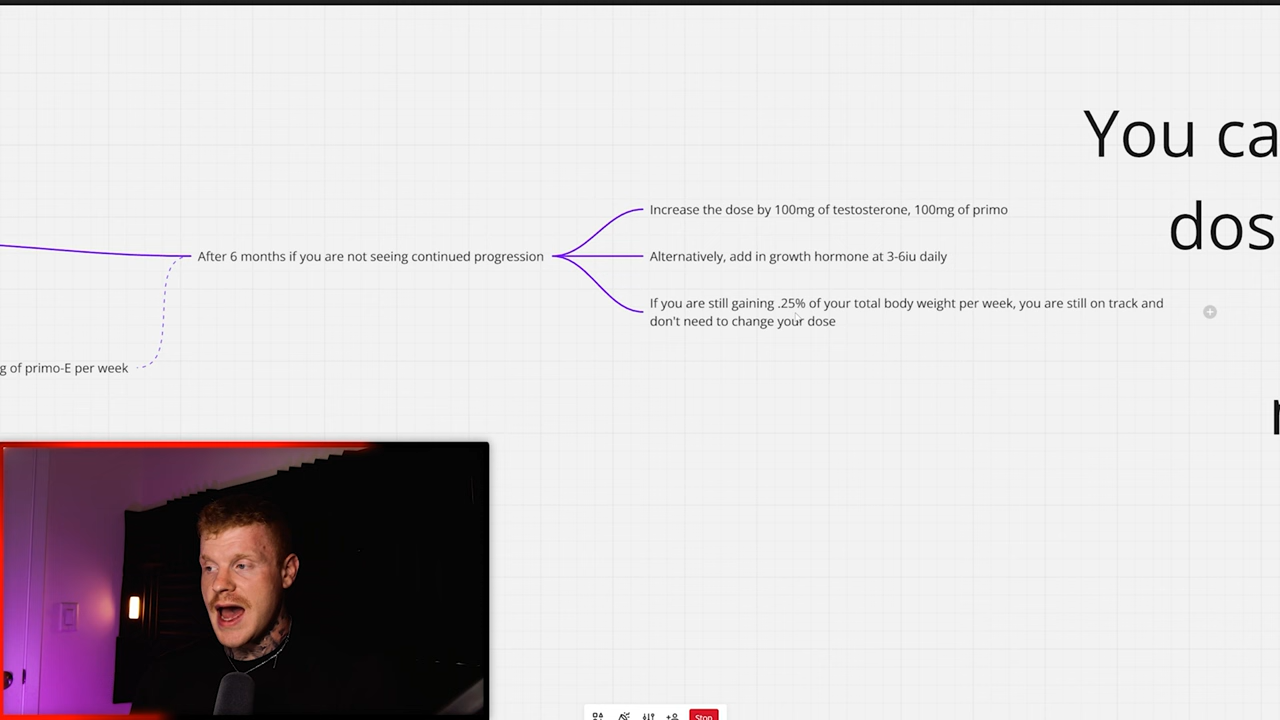 You ca
dos
Increase the dose by 100mg of testosterone, 100mg of primo
After 6 months if you are not seeing continued progression
Alternatively, add in growth hormone at 3-6iu daily
If you are still gaining .25% of your total body weight per week, you are still on track and
don't need to change your dose
g of primo-E per week
Stop